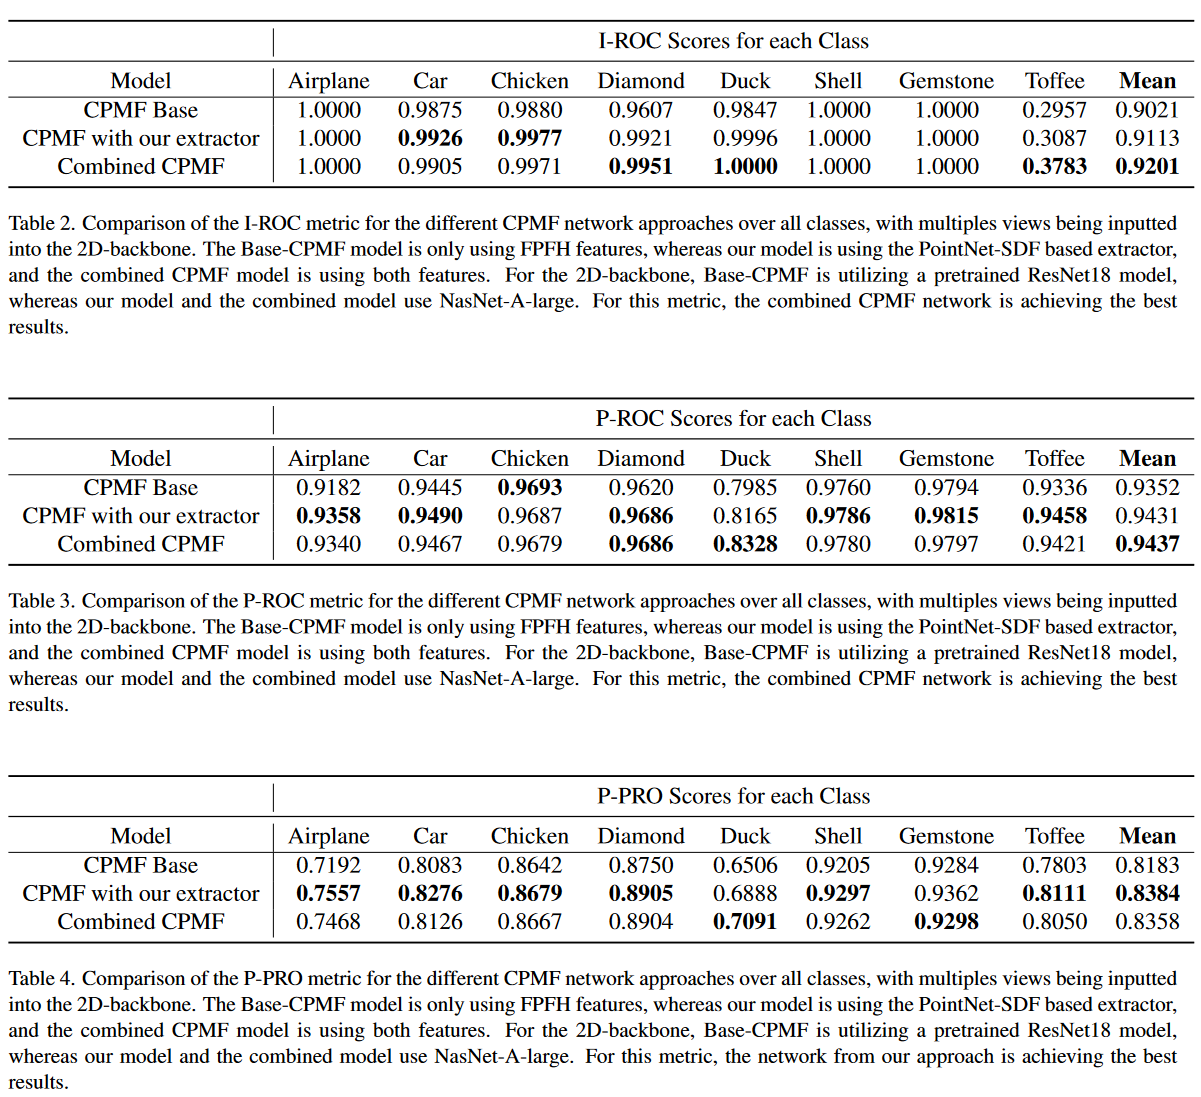 I-ROC Scores for each Class
Model Airplane Car Chicken Diamond Duck Shell Gemstone Toffee Mean
CPMF Base 1.0000 0.9875 0.9880 0.9607 0.9847 1.0000 1.0000 0.2957 0.9021
CPMF with our extractor 1.0000 0.9926 0.9977 0.9921 0.9996 1.0000 1.0000 0.3087 0.9113
Combined CPMF 1.0000 0.9905 0.9971 0.9951 1.0000 1.0000 1.0000 0.3783 0.9201
Table 2. Comparison of the I-ROC metric for the different CPMF network approaches over all classes, with multiples views being inputted
into the 2D-backbone. The Base-CPMF model is only using FPFH features, whereas our model is using the PointNet-SDF based extractor,
and the combined CPMF model is using both features. For the 2D-backbone, Base-CPMF is utilizing a pretrained ResNet18 model,
whereas our model and the combined model use NasNet-A-large. For this metric, the combined CPMF network is achieving the best
results.
P-ROC Scores for each Class
Model Airplane Car Chicken Diamond Duck Shell Gemstone Toffee Mean
CPMF Base 0.9182 0.9445 0.9693 0.9620 0.7985 0.9760 0.9794 0.9336 0.9352
CPMF with our extractor 0.9358 0.9490 0.9687 0.9686 0.8165 0.9786 0.9815 0.9458 0.9431
Combined CPMF 0.9340 0.9467 0.9679 0.9686 0.8328 0.9780 0.9797 0.9421 0.9437
Table 3. Comparison of the P-ROC metric for the different CPMF network approaches over all classes, with multiples views being inputted
into the 2D-backbone. The Base-CPMF model is only using FPFH features, whereas our model is using the PointNet-SDF based extractor,
and the combined CPMF model is using both features. For the 2D-backbone, Base-CPMF is utilizing a pretrained ResNet18 model,
whereas our model and the combined model use NasNet-A-large. For this metric, the combined CPMF network is achieving the best
results.
P-PRO Scores for each Class
Model Airplane Car Chicken Diamond Duck Shell Gemstone Toffee Mean
CPMF Base 0.7192 0.8083 0.8642 0.8750 0.6506 0.9205 0.9284 0.7803 0.8183
CPMF with our extractor 0.7557 0.8276 0.8679 0.8905 0.6888 0.9297 0.9362 0.8111 0.8384
Combined CPMF 0.7468 0.8126 0.8667 0.8904 0.7091 0.9262 0.9298 0.8050 0.8358
Table 4. Comparison of the P-PRO metric for the different CPMF network approaches over all classes, with multiples views being inputted
into the 2D-backbone. The Base-CPMF model is only using FPFH features, whereas our model is using the PointNet-SDF based extractor,
and the combined CPMF model is using both features. For the 2D-backbone, Base-CPMF is utilizing a pretrained ResNet18 model,
whereas our model and the combined model use NasNet-A-large. For this metric, the network from our approach is achieving the best
results.